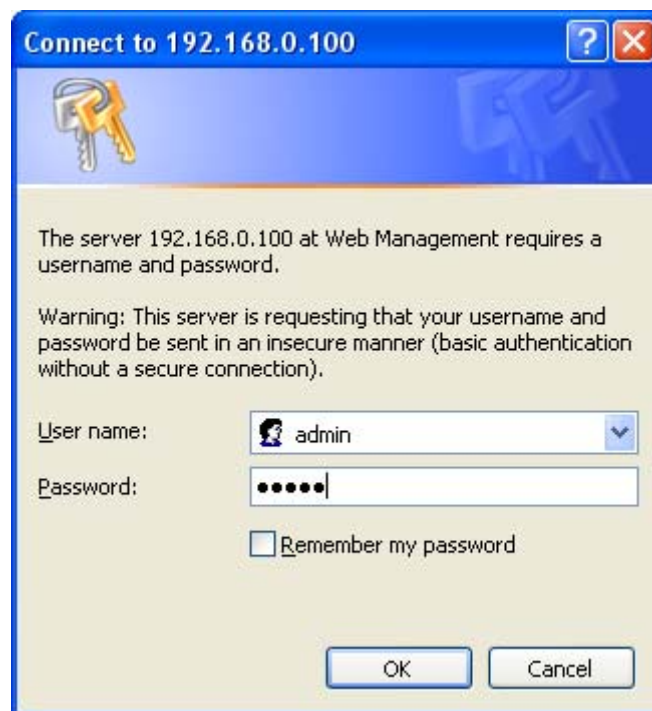 Connect to 192.168.0.100
The server 192.168.0.100 at Web Management requires a
username and password.
Warning: This server is requesting that your username and
password be sent in an insecure manner (basic authentication
without a secure connection).
User name:
admin
Password:
●●●●●
Remember my password
OK
Cancel